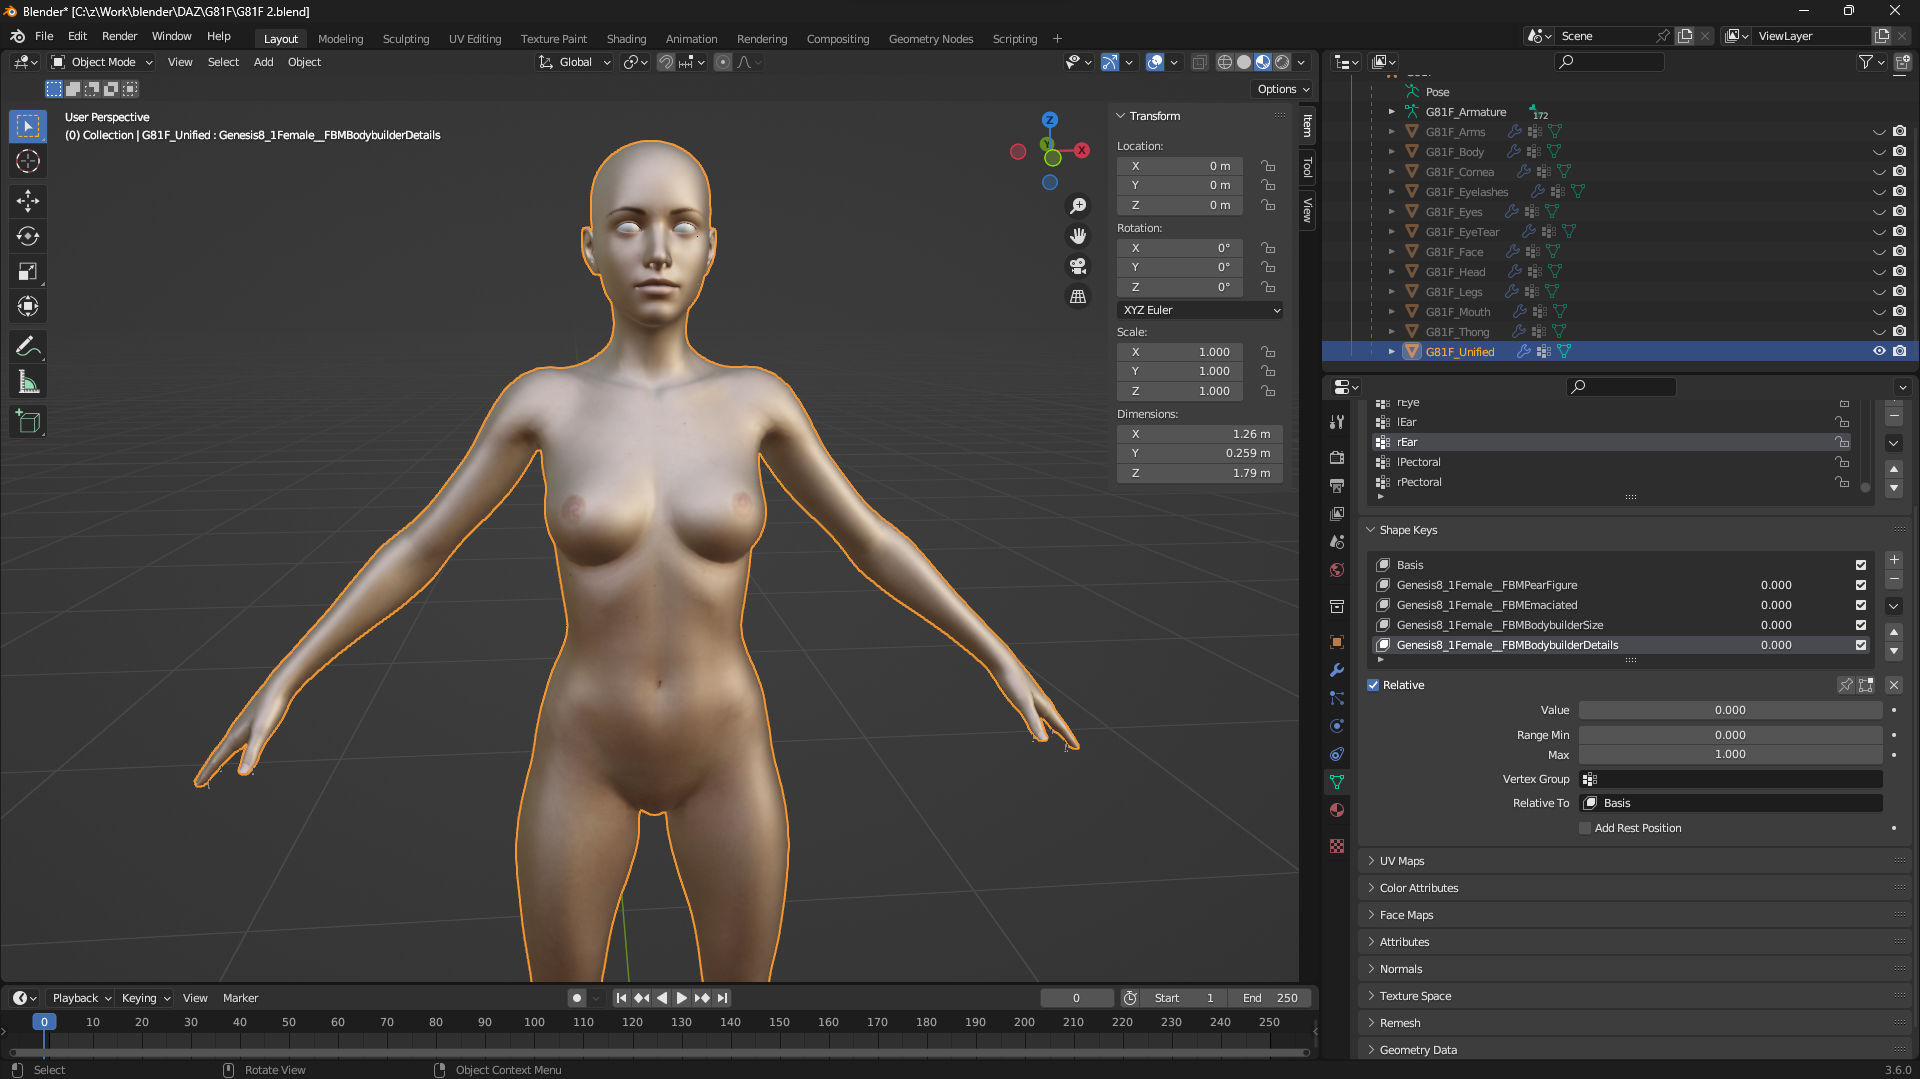 Blender* [C:\z\Work\blender\DAZ\G81F\G81F 2.blend]
File Edit Render Window Help Layout Modeling Sculpting UV Editing Texture Paint Shading Animation Rendering Compositing Geometry Nodes Scripting + Scene ViewLayer
Object Mode View Select Add Object Global
Options
User Perspective
(0) Collection | G81F_Unified : Genesis8_1Female__FBMBodybuilderDetails
Z
Y
X
Transform
Location:
X 0 m
Y 0 m
Z 0 m
Rotation:
X 0°
Y 0°
Z 0°
XYZ Euler
Scale:
X 1.000
Y 1.000
Z 1.000
Dimensions:
X 1.26 m
Y 0.259 m
Z 1.79 m
Item
Tool
View
Pose
G81F_Armature 172
G81F_Arms
G81F_Body
G81F_Cornea
G81F_Eyelashes
G81F_Eyes
G81F_EyeTear
G81F_Face
G81F_Head
G81F_Legs
G81F_Mouth
G81F_Thong
G81F_Unified
rEye
lEar
rEar
lPectoral
rPectoral
Shape Keys
Basis
Genesis8_1Female__FBMPearFigure 0.000
Genesis8_1Female__FBMEmaciated 0.000
Genesis8_1Female__FBMBodybuilderSize 0.000
Genesis8_1Female__FBMBodybuilderDetails 0.000
Relative
Value 0.000
Range Min 0.000
Max 1.000
Vertex Group
Relative To Basis
Add Rest Position
UV Maps
Color Attributes
Face Maps
Attributes
Normals
Texture Space
Remesh
Geometry Data
Playback Keying View Marker 0 Start 1 End 250
0 10 20 30 40 50 60 70 80 90 100 110 120 130 140 150 160 170 180 190 200 210 220 230 240 250
Select Rotate View Object Context Menu 3.6.0